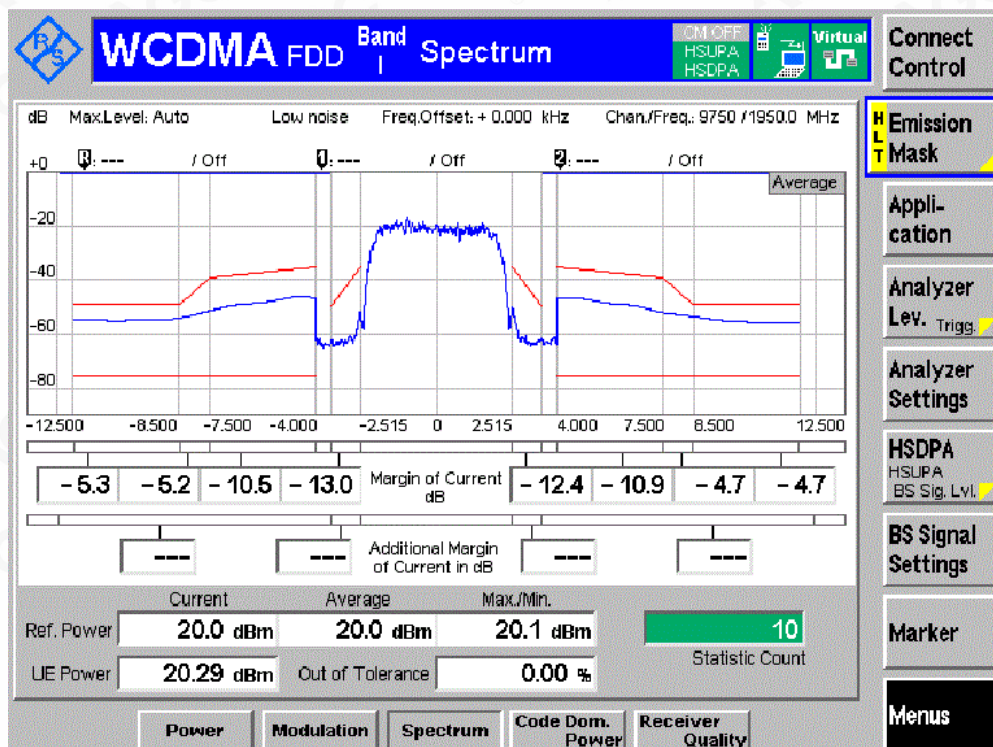 R/S WCDMA FDD Band I Spectrum
CM OFF
HSUPA
HSDPA
Virtual
Connect Control
dB Max.Level: Auto Low noise Freq.Offset: + 0.000 kHz Chan./Freq.: 9750 / 1950.0 MHz
HLT Emission Mask
R: --- / Off 1: --- / Off 2: --- / Off
+0
Average
-20
-40
-60
-80
-12.500 -8.500 -7.500 -4.000 -2.515 0 2.515 4.000 7.500 8.500 12.500
Appli-
cation
Analyzer
Lev. Trigg.
Analyzer
Settings
- 5.3 - 5.2 - 10.5 - 13.0 Margin of Current dB - 12.4 - 10.9 - 4.7 - 4.7
HSDPA
HSUPA
BS Sig. Lvl.
--- --- Additional Margin of Current in dB --- ---
BS Signal
Settings
Current Average Max./Min.
Ref. Power 20.0 dBm 20.0 dBm 20.1 dBm 10
Statistic Count
UE Power 20.29 dBm Out of Tolerance 0.00 %
Marker
Menus
Power Modulation Spectrum Code Dom. Power Receiver Quality